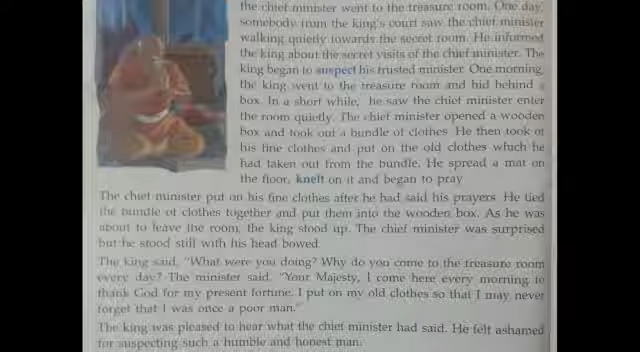 the chief minister went to the treasure room. One day,
somebody from the king's court saw the chief minister
walking quietly towards the secret room. He informed
the king about the secret visits of the chief minister. The
king began to suspect his trusted minister. One morning,
the king went to the treasure room and hid behind a
box. In a short while, he saw the chief minister enter
the room quietly. The chief minister opened a wooden
box and took out a bundle of clothes. He then took of
his fine clothes and put on the old clothes which he
had taken out from the bundle. He spread a mat on
the floor, knelt on it and began to pray
The chief minister put on his fine clothes after he had said his prayers. He tied
the bundle of clothes together and put them into the wooden box. As he was
about to leave the room, the king stood up. The chief minister was surprised
but he stood still with his head bowed.
The king said, "What were you doing? Why do you come to the treasure room
every day? The minister said, "Your Majesty, I come here every morning to
thank God for my present fortune. I put on my old clothes so that I may never
forget that I was once a poor man."
The king was pleased to hear what the chief minister had said. He felt ashamed
for suspecting such a humble and honest man.